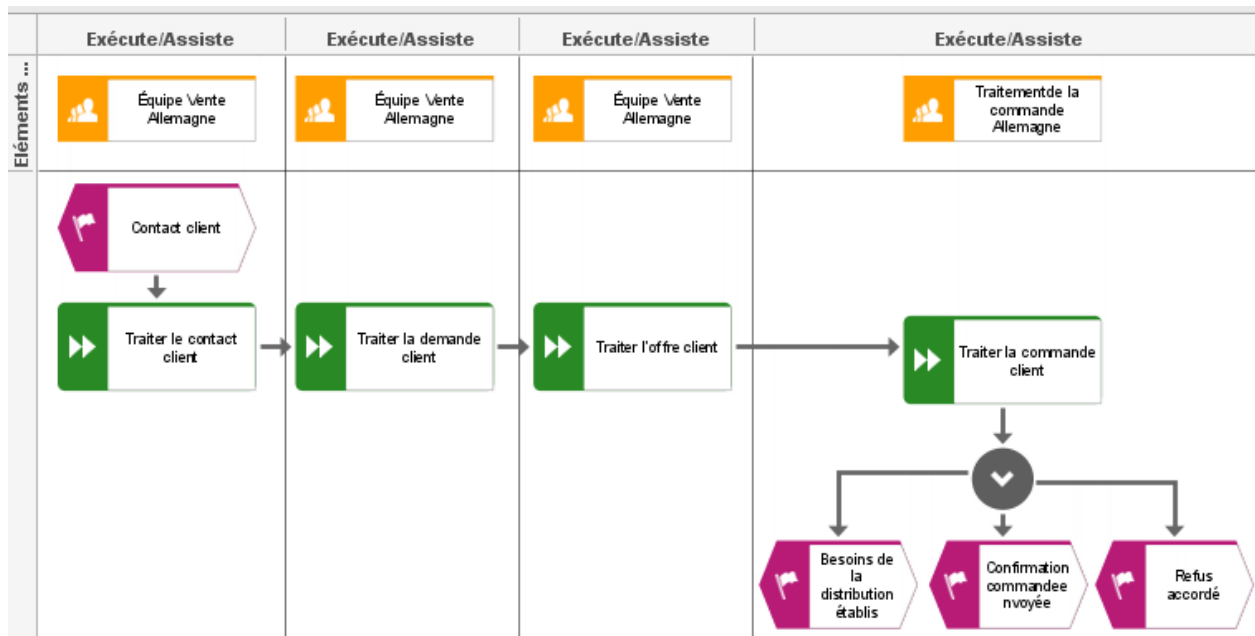 Exécute/Assiste
Exécute/Assiste
Exécute/Assiste
Exécute/Assiste
Eléments ...
Équipe Vente
Allemagne
Équipe Vente
Allemagne
Équipe Vente
Allemagne
Traitementde la
commande
Allemagne
Contact client
Traiter le contact
client
Traiter la demande
client
Traiter l'offre client
Traiter la commande
client
Besoins de
la
distribution
établis
Confirmation
commandee
nvoyée
Refus
accordé